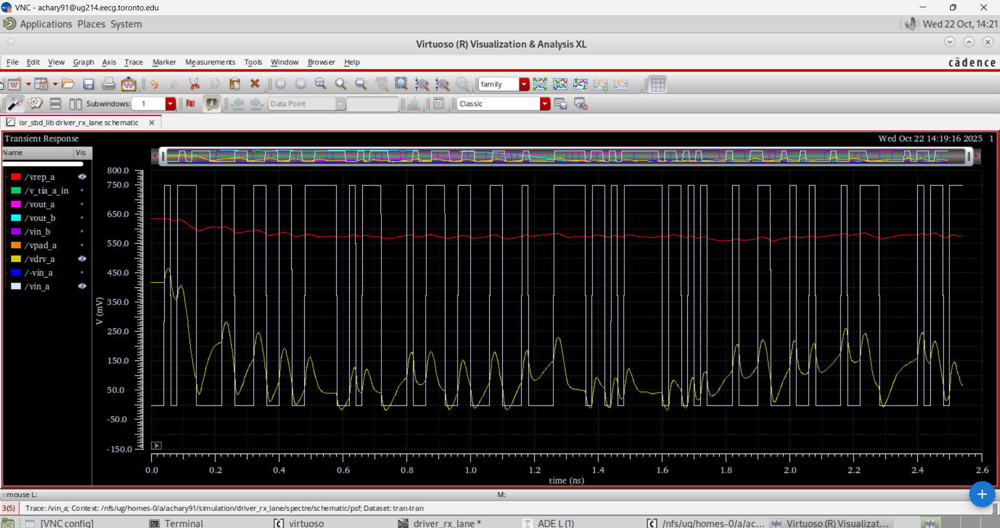 VNC - achary91@ug214.eecg.toronto.edu
Applications Places System Wed 22 Oct, 14:21
Virtuoso (R) Visualization & Analysis XL
File Edit View Graph Axis Trace Marker Measurements Tools Window Browser Help cādence
family
Subwindows: 1 Data Point Classic
isr_sbd_lib driver_rx_lane schematic
Transient Response Wed Oct 22 14:19:16 2025 1
Name Vis
/vrep_a
/v_tia_a_in
/vout_a
/vout_b
/vin_b
/vpad_a
/vdrv_a
/-vin_a
/vin_a
V (mV)
800.0
750.0
650.0
550.0
450.0
350.0
250.0
150.0
50.0
-50.0
-150.0
0.0 0.2 0.4 0.6 0.8 1.0 1.2 1.4 1.6 1.8 2.0 2.2 2.4 2.6
time (ns)
mouse L: M:
3(5) Trace: /vin_a; Context: /nfs/ug/homes-0/a/achary91/simulation/driver_rx_lane/spectre/schematic/psf; Dataset: tran-tran
[VNC config] Terminal virtuoso driver_rx_lane * ADE L (1) /nfs/ug/homes-0/a/ac... Virtuoso (R) Visualizat...